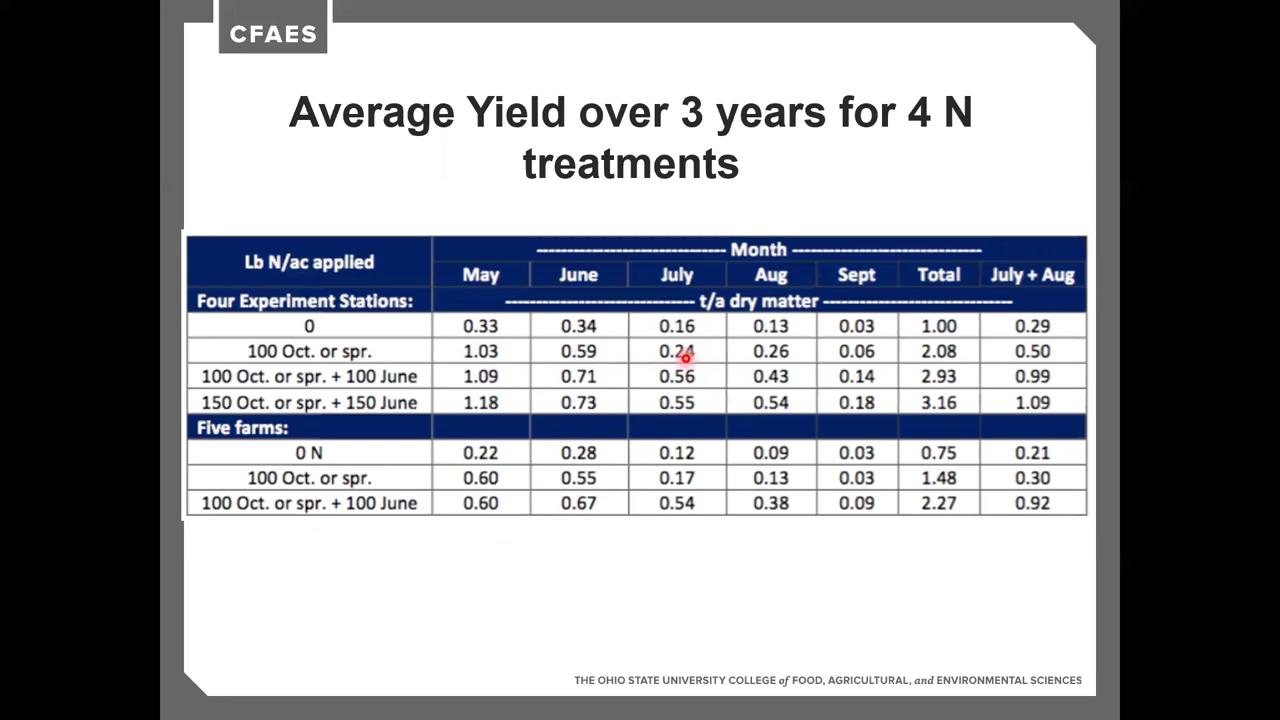 CFAES
Average Yield over 3 years for 4 N
treatments
Lb N/ac applied
------------------------------ Month ------------------------------
May June July Aug Sept Total July + Aug
Four Experiment Stations: ------------------------------ t/a dry matter ------------------------------
0 0.33 0.34 0.16 0.13 0.03 1.00 0.29
100 Oct. or spr. 1.03 0.59 0.24 0.26 0.06 2.08 0.50
100 Oct. or spr. + 100 June 1.09 0.71 0.56 0.43 0.14 2.93 0.99
150 Oct. or spr. + 150 June 1.18 0.73 0.55 0.54 0.18 3.16 1.09
Five farms:
0 N 0.22 0.28 0.12 0.09 0.03 0.75 0.21
100 Oct. or spr. 0.60 0.55 0.17 0.13 0.03 1.48 0.30
100 Oct. or spr. + 100 June 0.60 0.67 0.54 0.38 0.09 2.27 0.92
THE OHIO STATE UNIVERSITY COLLEGE of FOOD, AGRICULTURAL, and ENVIRONMENTAL SCIENCES